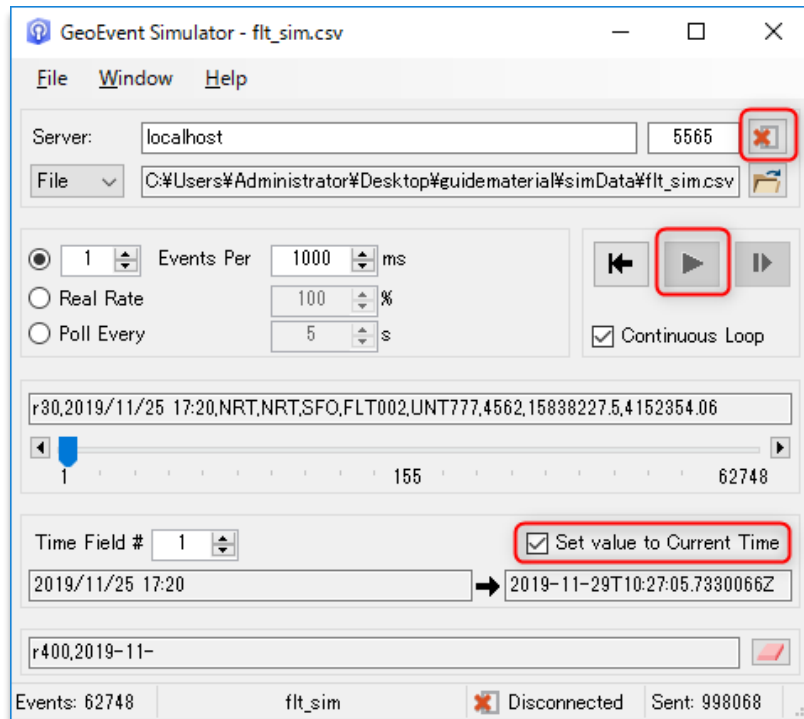 GeoEvent Simulator - flt_sim.csv
File Window Help
Server: localhost 5565
File C:¥Users¥Administrator¥Desktop¥guidematerial¥simData¥flt_sim.csv
1 Events Per 1000 ms
Real Rate 100 %
Poll Every 5 s
Continuous Loop
r30,2019/11/25 17:20,NRT,NRT,SFO,FLT002,UNT777,4562,15838227.5,4152354.06
1 155 62748
Time Field # 1 Set value to Current Time
2019/11/25 17:20 2019-11-29T10:27:05.7330066Z
r400,2019-11-
Events: 62748 flt_sim Disconnected Sent: 998068